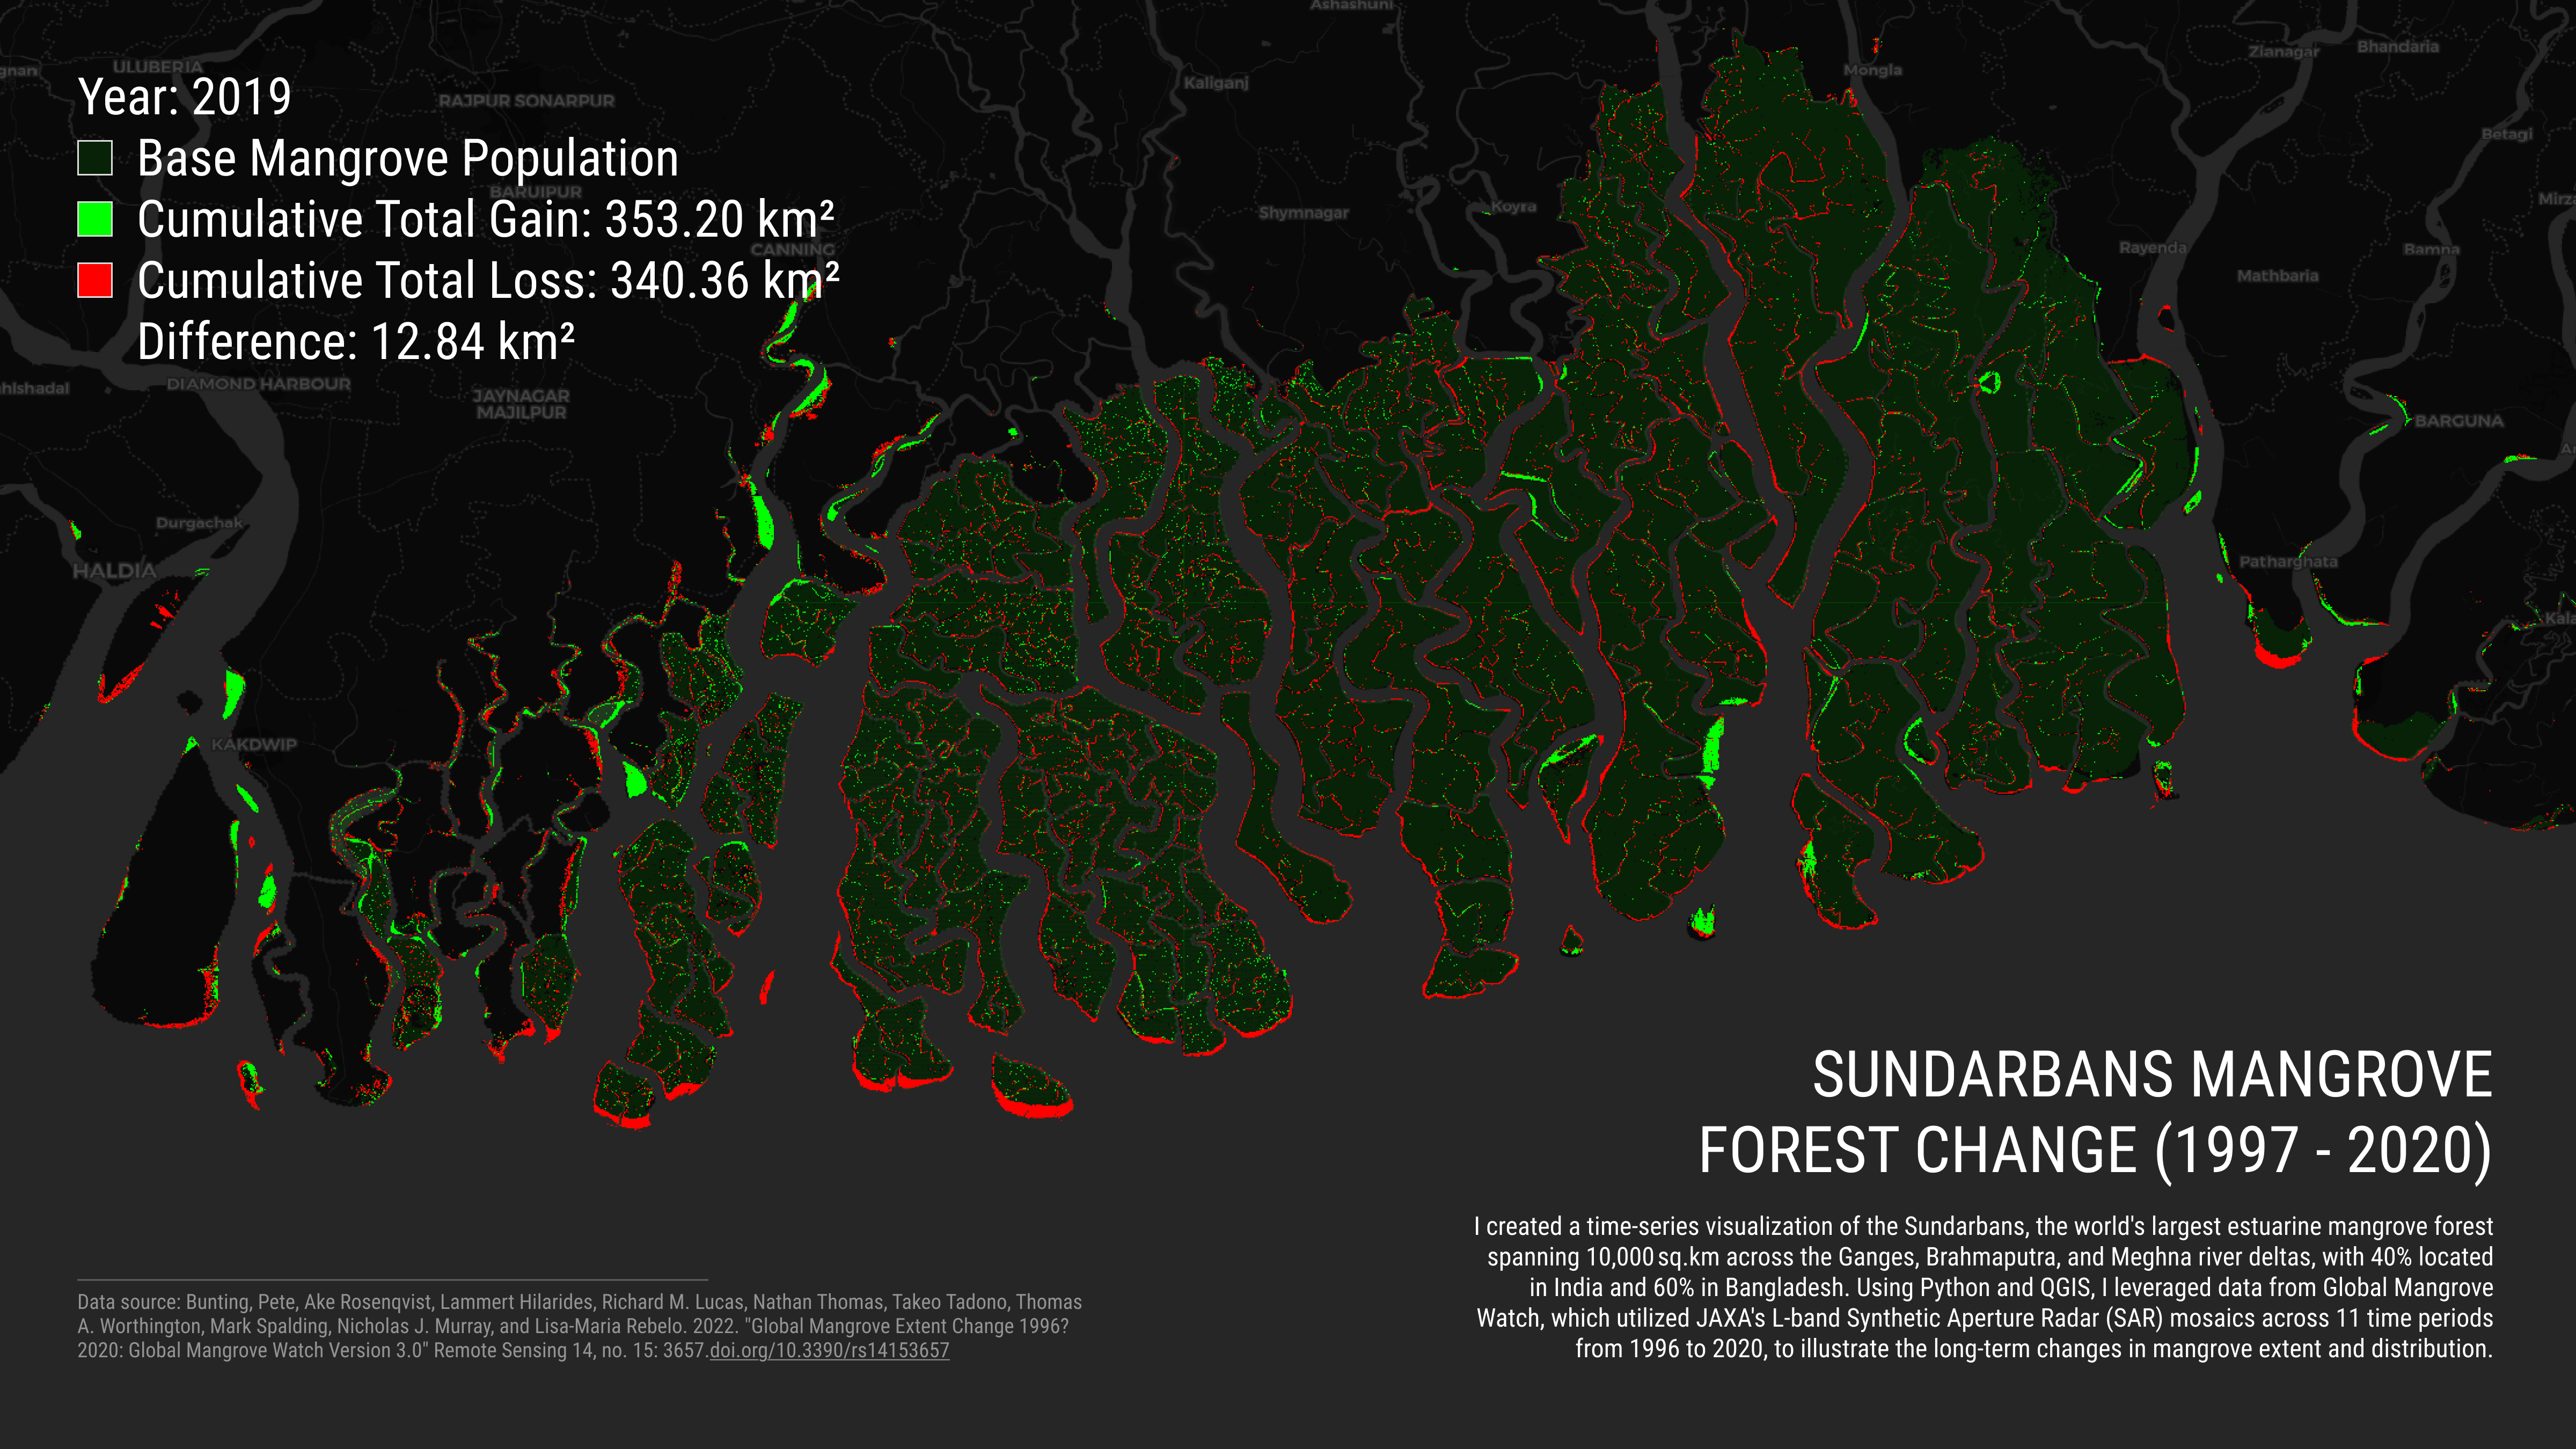 Year: 2019
Base Mangrove Population
Cumulative Total Gain: 353.20 km²
Cumulative Total Loss: 340.36 km²
Difference: 12.84 km²
Ashashuni
ULUBERIA
RAJPUR SONARPUR
BARUIPUR
CANNING
Kaliganj
Shymnagar
Koyra
Mongla
Zianagar
Bhandaria
Betagi
Rayenda
Bamna
Mathbaria
DIAMOND HARBOUR
JAYNAGAR
MAJILPUR
BARGUNA
Durgachak
HALDIA
Patharghata
KAKDWIP
SUNDARBANS MANGROVE
FOREST CHANGE (1997 - 2020)
I created a time-series visualization of the Sundarbans, the world's largest estuarine mangrove forest
spanning 10,000 sq.km across the Ganges, Brahmaputra, and Meghna river deltas, with 40% located
in India and 60% in Bangladesh. Using Python and QGIS, I leveraged data from Global Mangrove
Watch, which utilized JAXA's L-band Synthetic Aperture Radar (SAR) mosaics across 11 time periods
from 1996 to 2020, to illustrate the long-term changes in mangrove extent and distribution.
Data source: Bunting, Pete, Ake Rosenqvist, Lammert Hilarides, Richard M. Lucas, Nathan Thomas, Takeo Tadono, Thomas
A. Worthington, Mark Spalding, Nicholas J. Murray, and Lisa-Maria Rebelo. 2022. "Global Mangrove Extent Change 1996?
2020: Global Mangrove Watch Version 3.0" Remote Sensing 14, no. 15: 3657.doi.org/10.3390/rs14153657